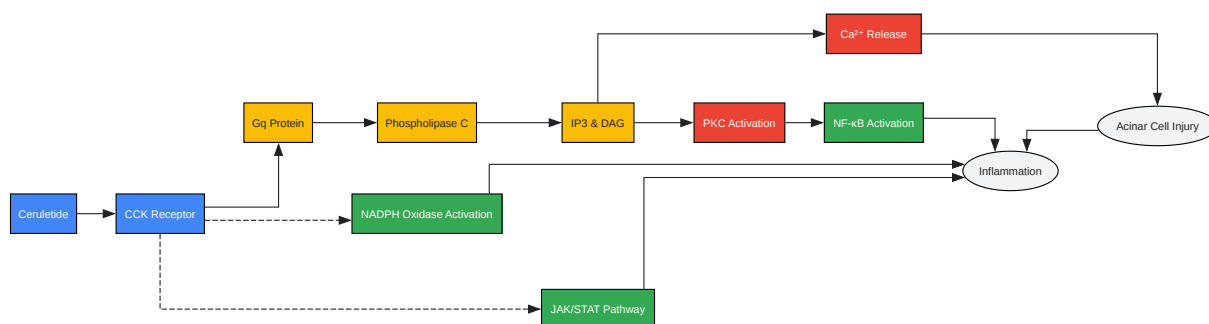 Ca²⁺ Release
Gq Protein
Phospholipase C
IP3 & DAG
PKC Activation
NF-κB Activation
Acinar Cell Injury
Inflammation
Ceruletide
CCK Receptor
NADPH Oxidase Activation
JAK/STAT Pathway